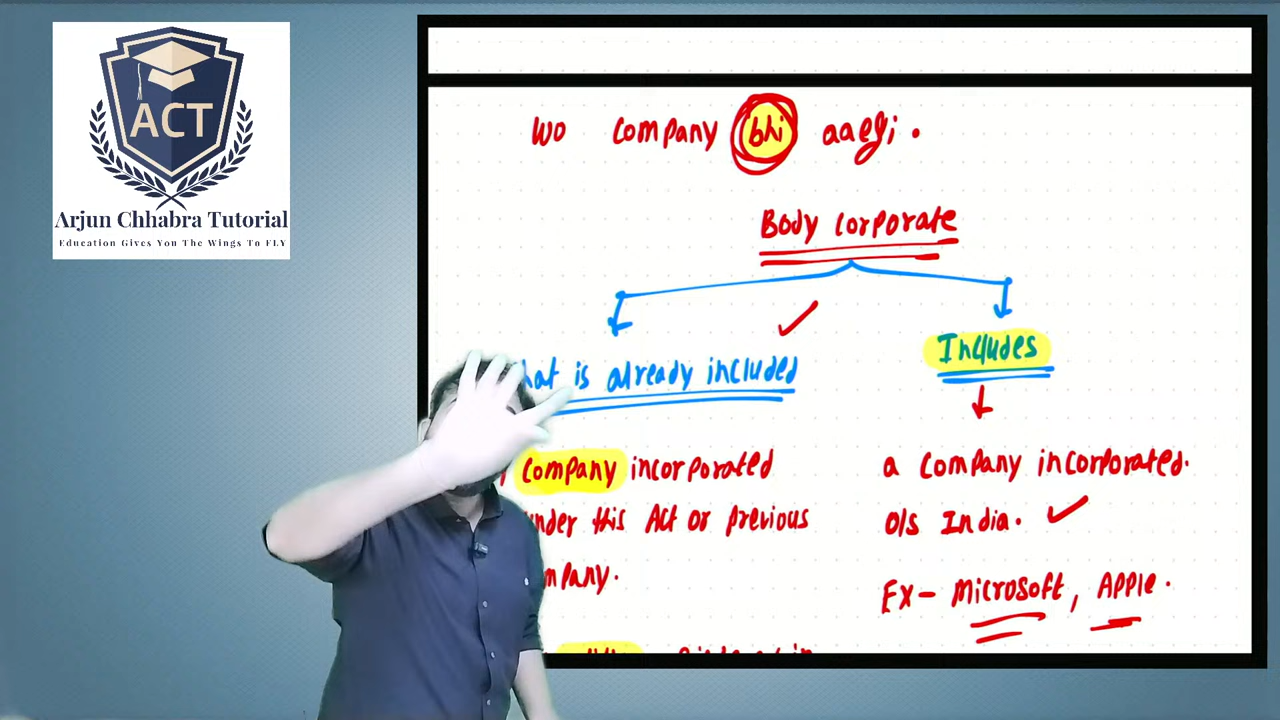 ACT
Arjun Chhabra Tutorial
Education Gives You The Wings To FLY
WO Company bhi aaegi.
Body corporate
is already included
Includes
Company incorporated
under this Act or previous
a Company incorporated.
O/s India.
Ex- Microsoft, Apple.